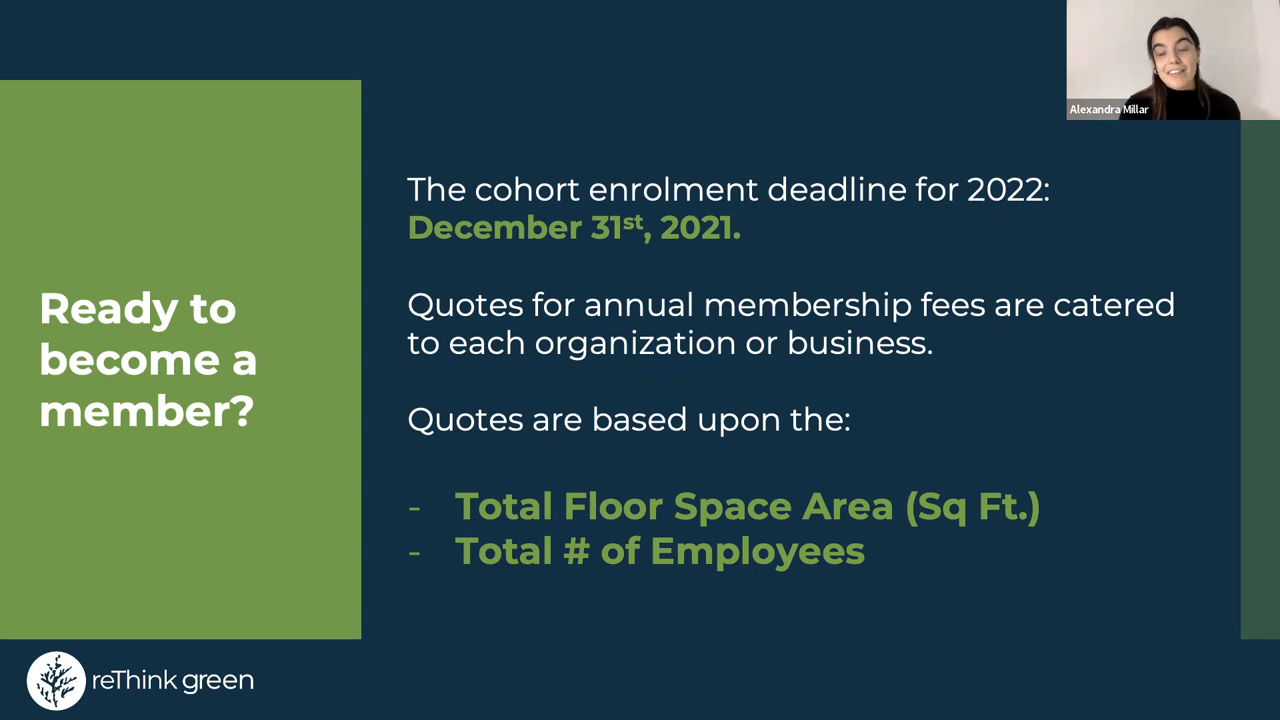 Alexandra Millar
Ready to
become a
member?
The cohort enrolment deadline for 2022:
December 31st, 2021.
Quotes for annual membership fees are catered
to each organization or business.
Quotes are based upon the:
- Total Floor Space Area (Sq Ft.)
- Total # of Employees
reThink green